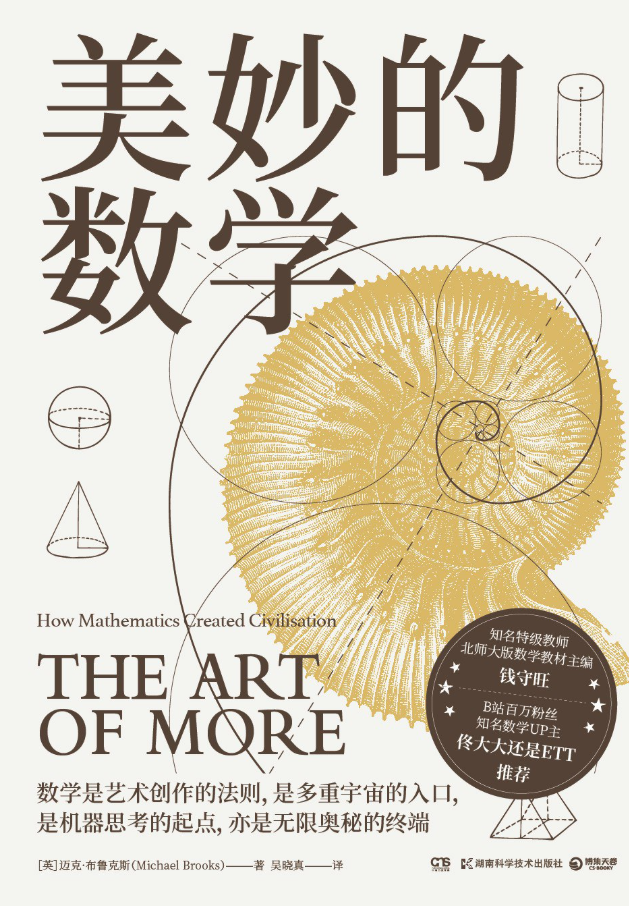 美妙的
数学
How Mathematics Created Civilisation
THE ART
OF MORE
知名特级教师
北师大版数学教材主编
钱守旺
B站百万粉丝
知名数学UP主
佟大大还是ETT
推荐
数学是艺术创作的法则, 是多重宇宙的入口,
是机器思考的起点, 亦是无限奥秘的终端
[英]迈克·布鲁克斯(Michael Brooks)——著 吴晓真——译
湖南科学技术出版社
博集天卷
CS-BOOKY